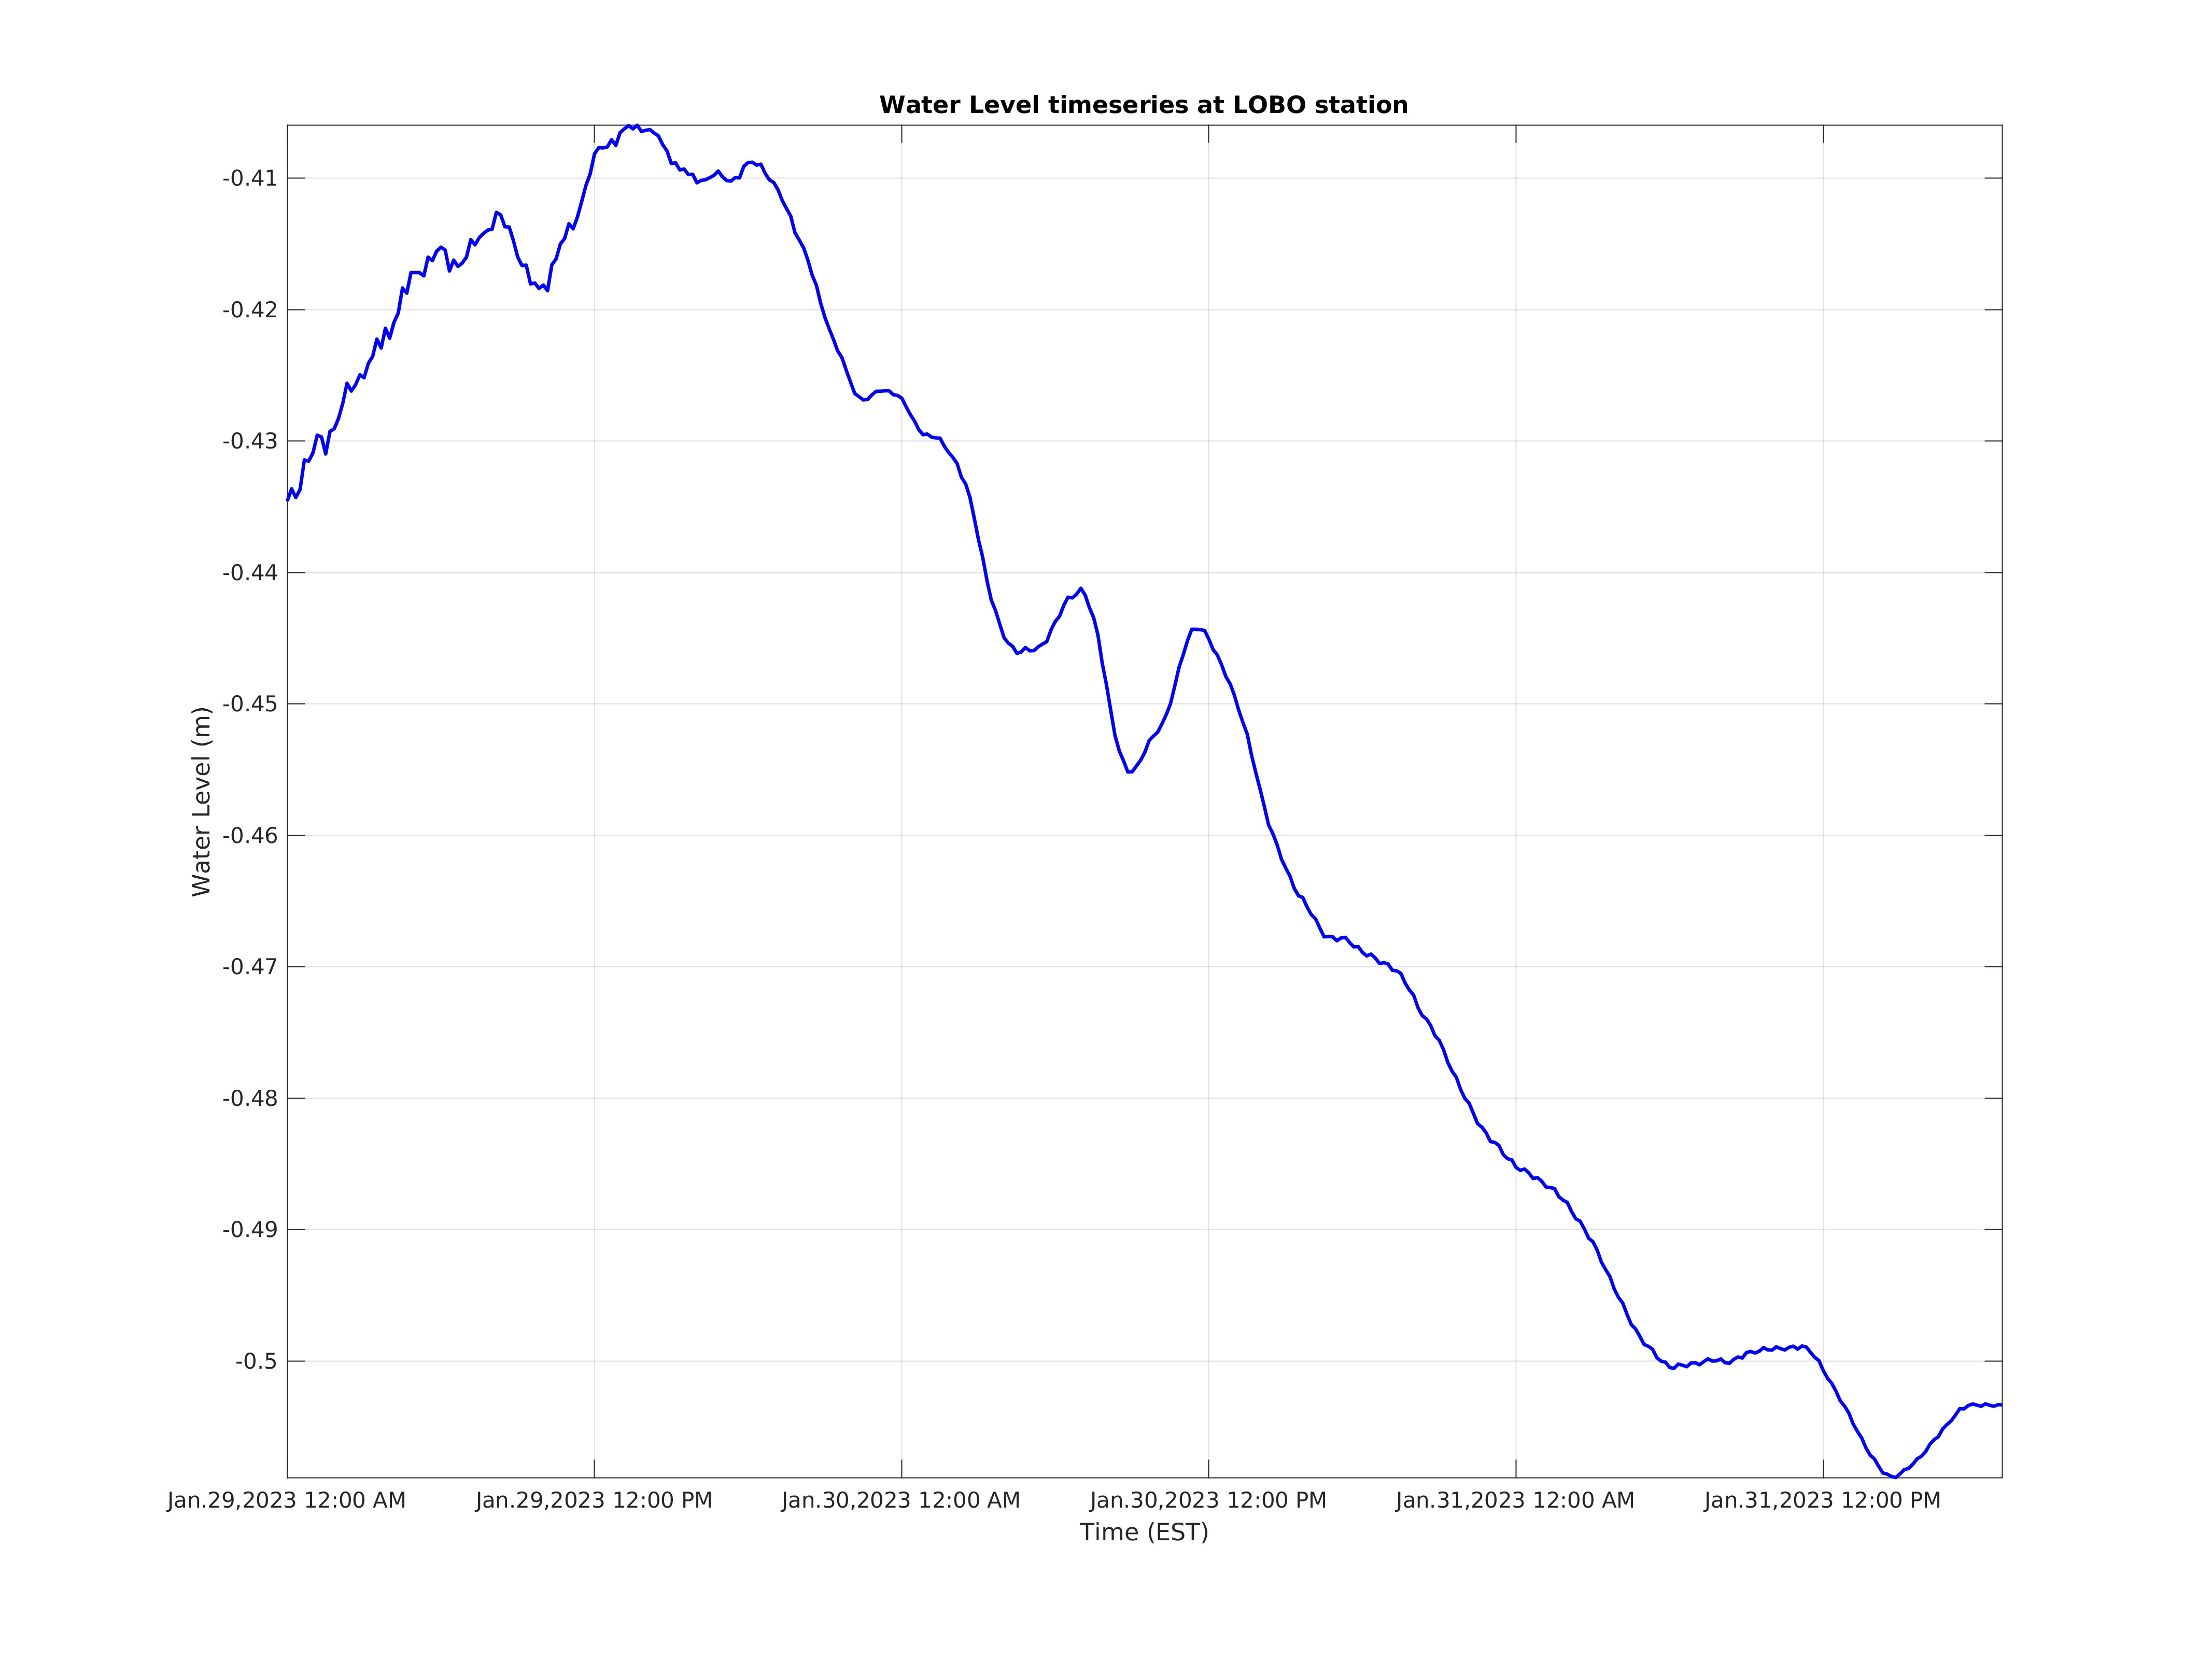 Water Level timeseries at LOBO station
-0.41
-0.42
-0.43
-0.44
-0.45
-0.46
-0.47
-0.48
-0.49
-0.5
Water Level (m)
Jan.29,2023 12:00 AM
Jan.29,2023 12:00 PM
Jan.30,2023 12:00 AM
Jan.30,2023 12:00 PM
Jan.31,2023 12:00 AM
Jan.31,2023 12:00 PM
Time (EST)